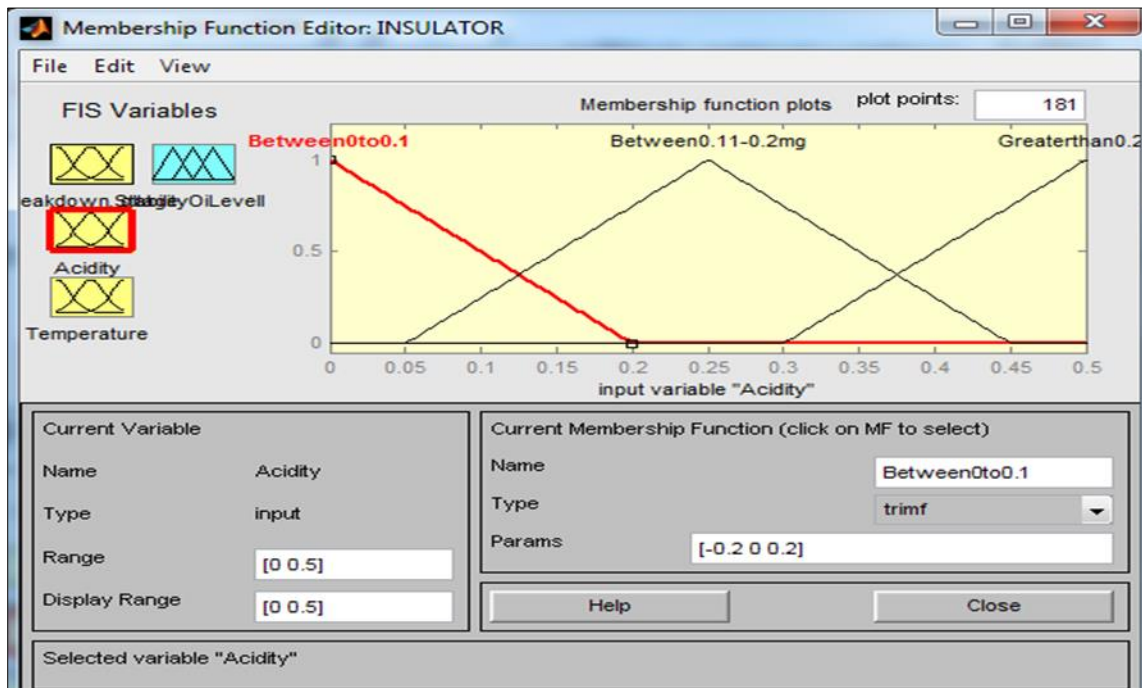 Membership Function Editor: INSULATOR
File Edit View
FIS Variables
Membership function plots plot points: 181
Between0to0.1 Between0.11-0.2mg Greaterthan0.2
1
0.5
0
0 0.05 0.1 0.15 0.2 0.25 0.3 0.35 0.4 0.45 0.5
input variable "Acidity"
eakdown
OilLevell
Acidity
Temperature
Current Variable
Name Acidity
Type input
Range [0 0.5]
Display Range [0 0.5]
Current Membership Function (click on MF to select)
Name Between0to0.1
Type trimf
Params [-0.2 0 0.2]
Help Close
Selected variable "Acidity"